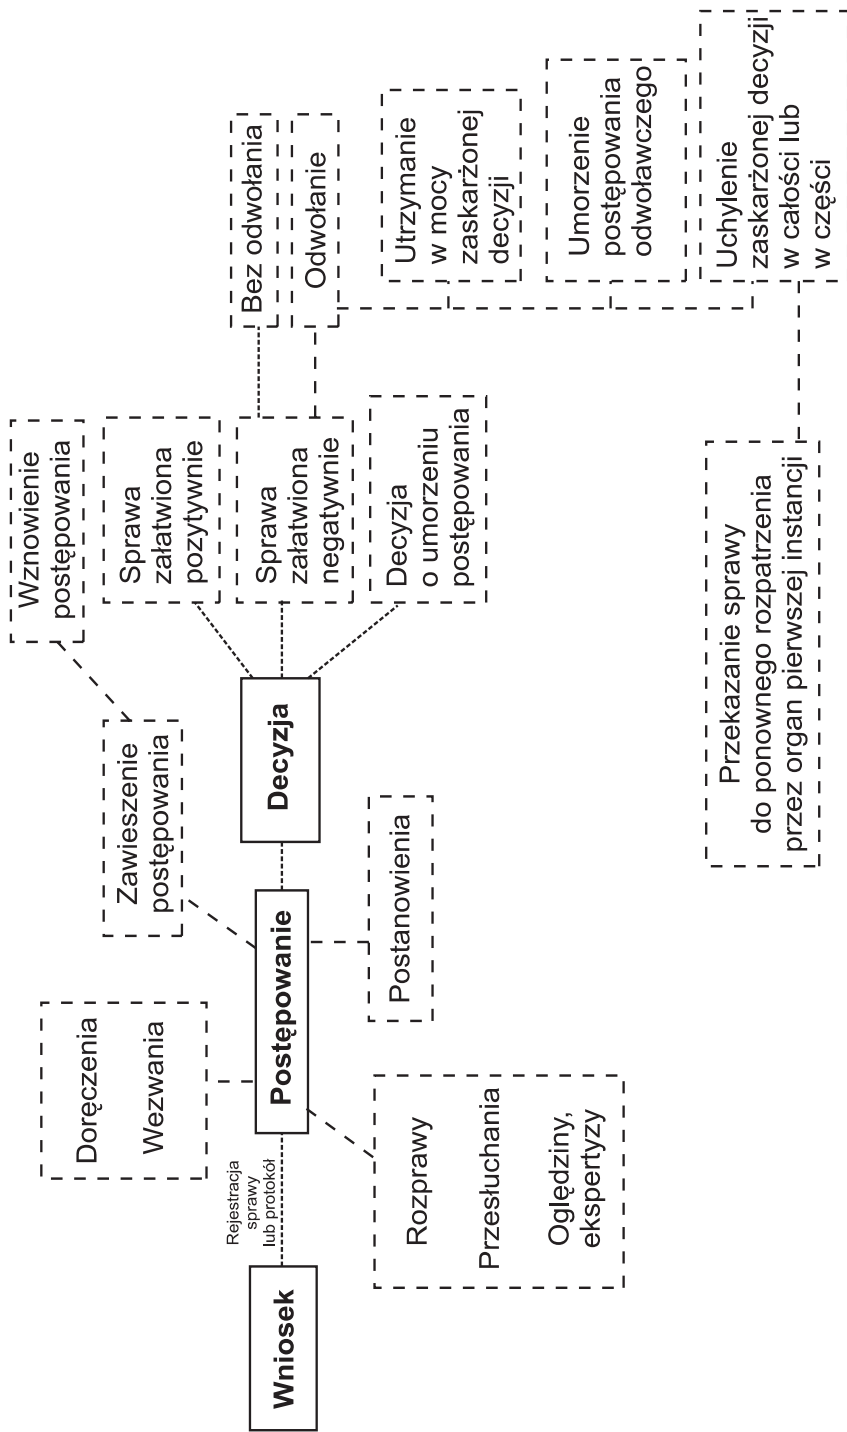 Wniosek
Rejestracja
sprawy
lub protokół
Postępowanie
Doręczenia
Wezwania
Rozprawy
Przesłuchania
Oględziny,
ekspertyzy
Zawieszenie
postępowania
Wznowienie
postępowania
Postanowienia
Decyzja
Sprawa
załatwiona
pozytywnie
Sprawa
załatwiona
negatywnie
Decyzja
o umorzeniu
postępowania
Bez odwołania
Odwołanie
Utrzymanie
w mocy
zaskarżonej
decyzji
Umorzenie
postępowania
odwoławczego
Uchylenie
zaskarżonej decyzji
w całości lub
w części
Przekazanie sprawy
do ponownego rozpatrzenia
przez organ pierwszej instancji